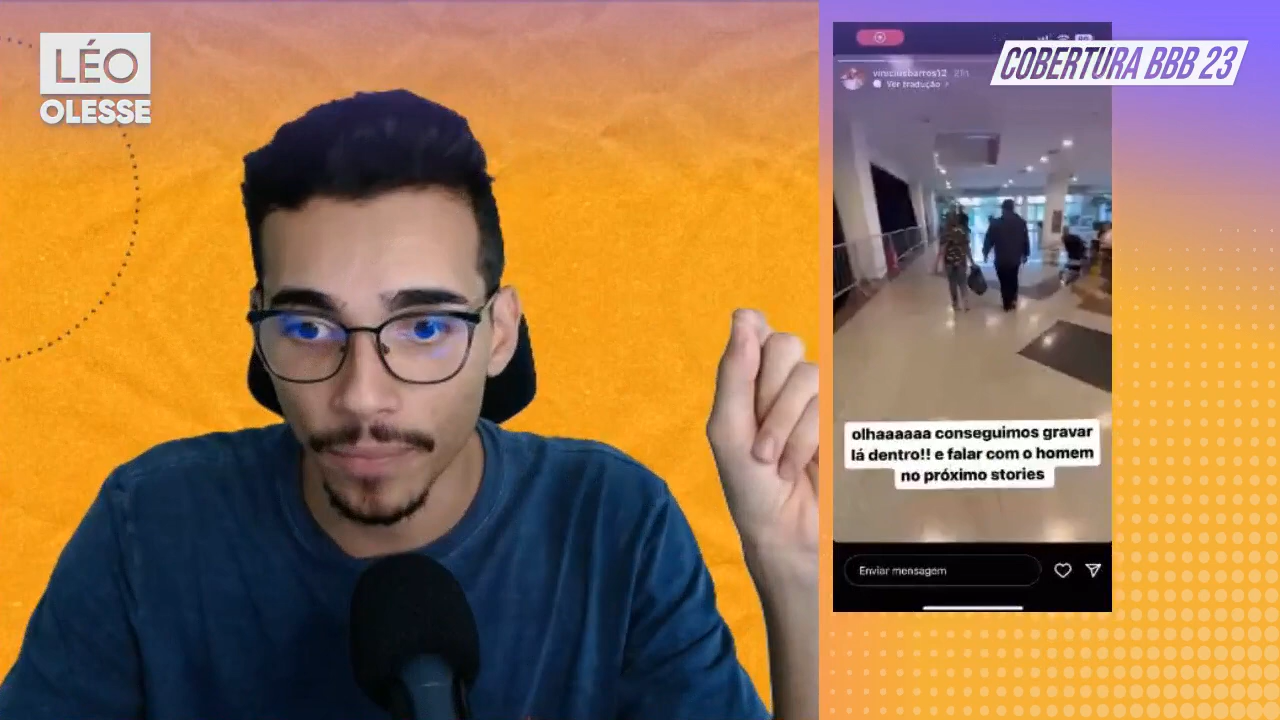 LÉO
OLESSE
COBERTURA BBB 23
viniciusbarros12 21h
Ver tradução
olhaaaaaa conseguimos gravar
lá dentro!! e falar com o homem
no próximo stories
Enviar mensagem